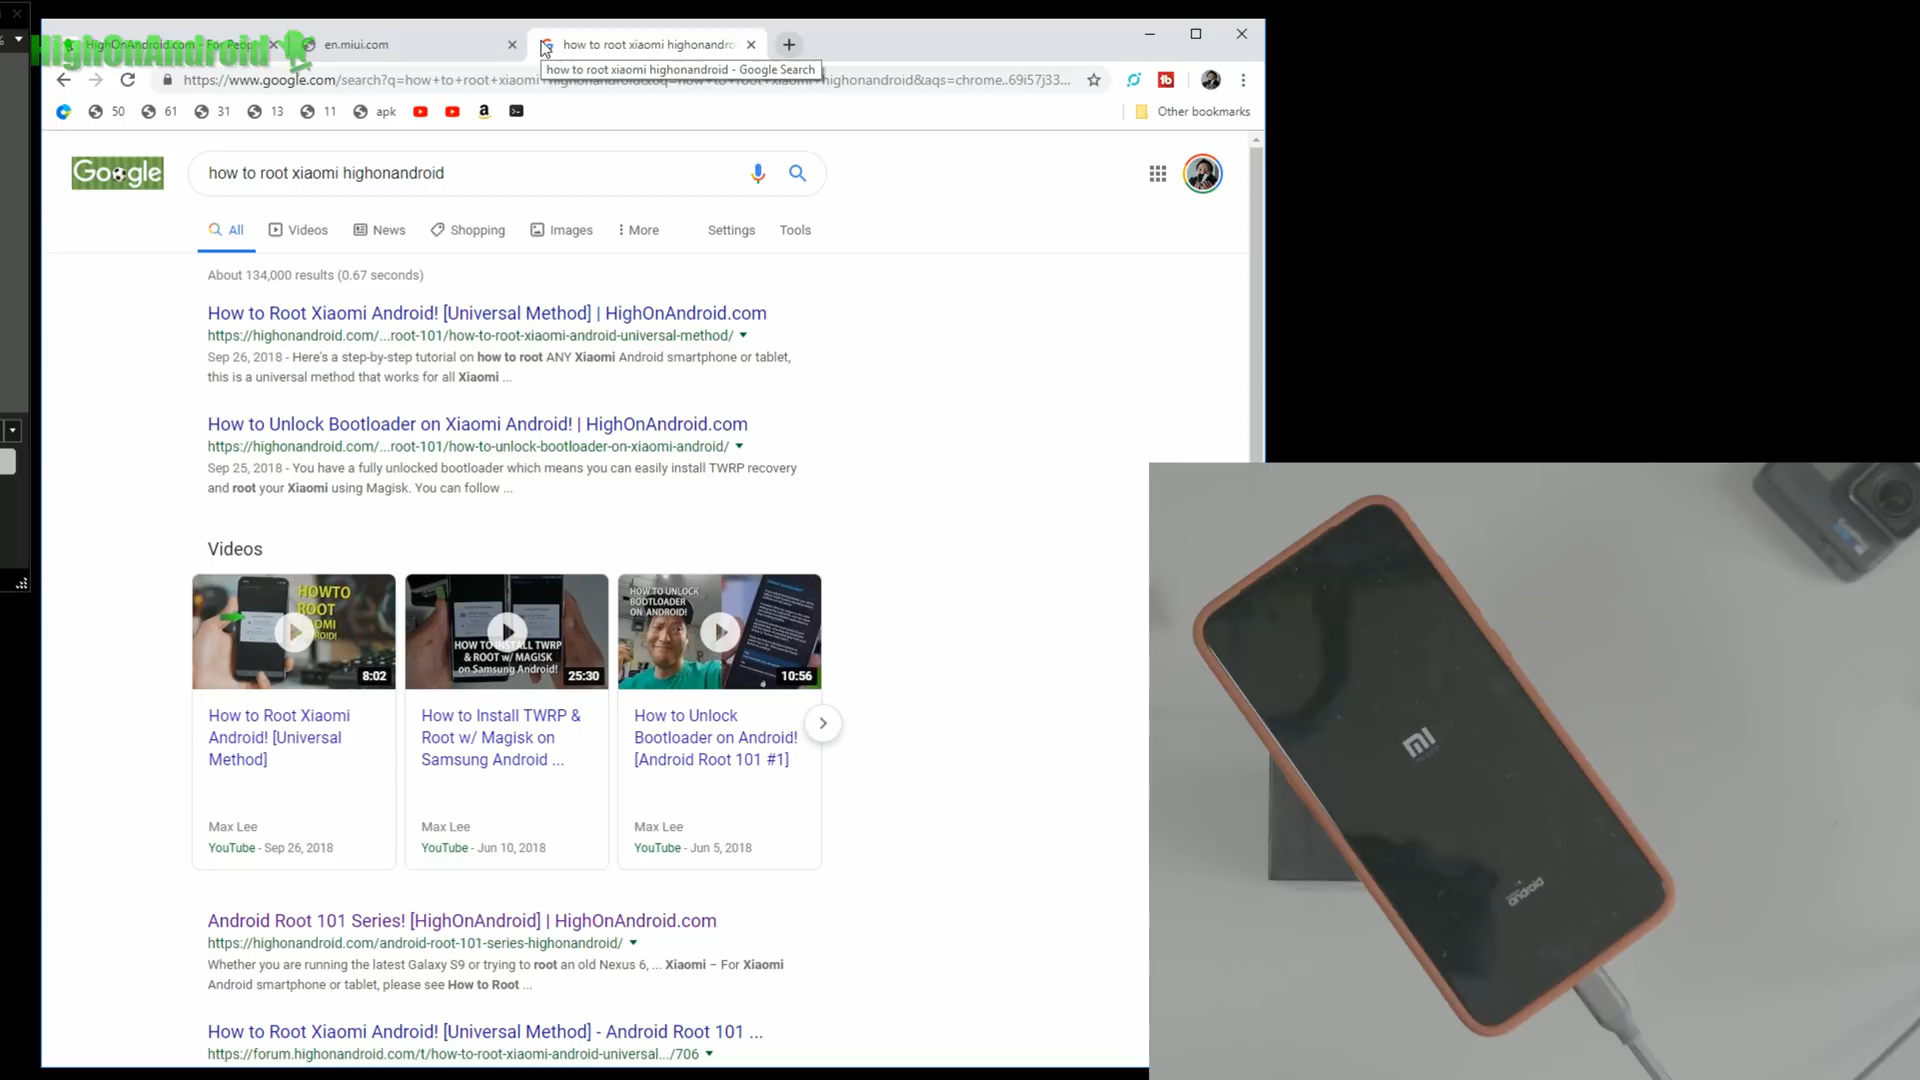 HighOnAndroid
HighOnAndroid.com - For Peop
en.miui.com
how to root xiaomi highonandro
how to root xiaomi highonandroid - Google Search
https://www.google.com/search?q=how+to+root+xiaomi+highonandroid&oq=how+to+root+xiaomi+highonandroid&aqs=chrome..69i57j33...
50
61
31
13
11
apk
Other bookmarks
Google
how to root xiaomi highonandroid
All
Videos
News
Shopping
Images
More
Settings
Tools
About 134,000 results (0.67 seconds)
How to Root Xiaomi Android! [Universal Method] | HighOnAndroid.com
https://highonandroid.com/...root-101/how-to-root-xiaomi-android-universal-method/
Sep 26, 2018 - Here's a step-by-step tutorial on how to root ANY Xiaomi Android smartphone or tablet,
this is a universal method that works for all Xiaomi ...
How to Unlock Bootloader on Xiaomi Android! | HighOnAndroid.com
https://highonandroid.com/...root-101/how-to-unlock-bootloader-on-xiaomi-android/
Sep 25, 2018 - You have a fully unlocked bootloader which means you can easily install TWRP recovery
and root your Xiaomi using Magisk. You can follow ...
Videos
HOWTO
ROOT
8:02
HOW TO INSTALL TWRP
& ROOT w/ MAGISK
on Samsung Android!
25:30
HOW TO UNLOCK
BOOTLOADER
ON ANDROID!
10:56
How to Root Xiaomi
Android! [Universal
Method]
Max Lee
YouTube - Sep 26, 2018
How to Install TWRP &
Root w/ Magisk on
Samsung Android ...
Max Lee
YouTube - Jun 10, 2018
How to Unlock
Bootloader on Android!
[Android Root 101 #1]
Max Lee
YouTube - Jun 5, 2018
Android Root 101 Series! [HighOnAndroid] | HighOnAndroid.com
https://highonandroid.com/android-root-101-series-highonandroid/
Whether you are running the latest Galaxy S9 or trying to root an old Nexus 6, ... Xiaomi – For Xiaomi
Android smartphone or tablet, please see How to Root ...
How to Root Xiaomi Android! [Universal Method] - Android Root 101 ...
https://forum.highonandroid.com/t/how-to-root-xiaomi-android-universal.../706
MI
android